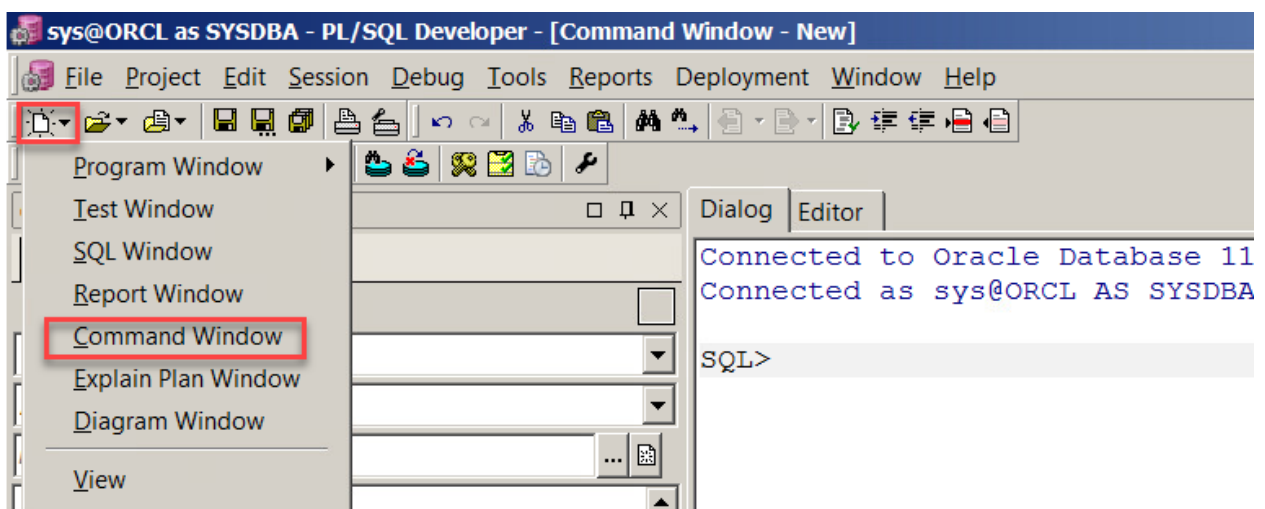 sys@ORCL as SYSDBA - PL/SQL Developer - [Command Window - New]
File Project Edit Session Debug Tools Reports Deployment Window Help
Program Window
Test Window
SQL Window
Report Window
Command Window
Explain Plan Window
Diagram Window
View
...
Dialog Editor
Connected to Oracle Database 11
Connected as sys@ORCL AS SYSDBA
SQL>